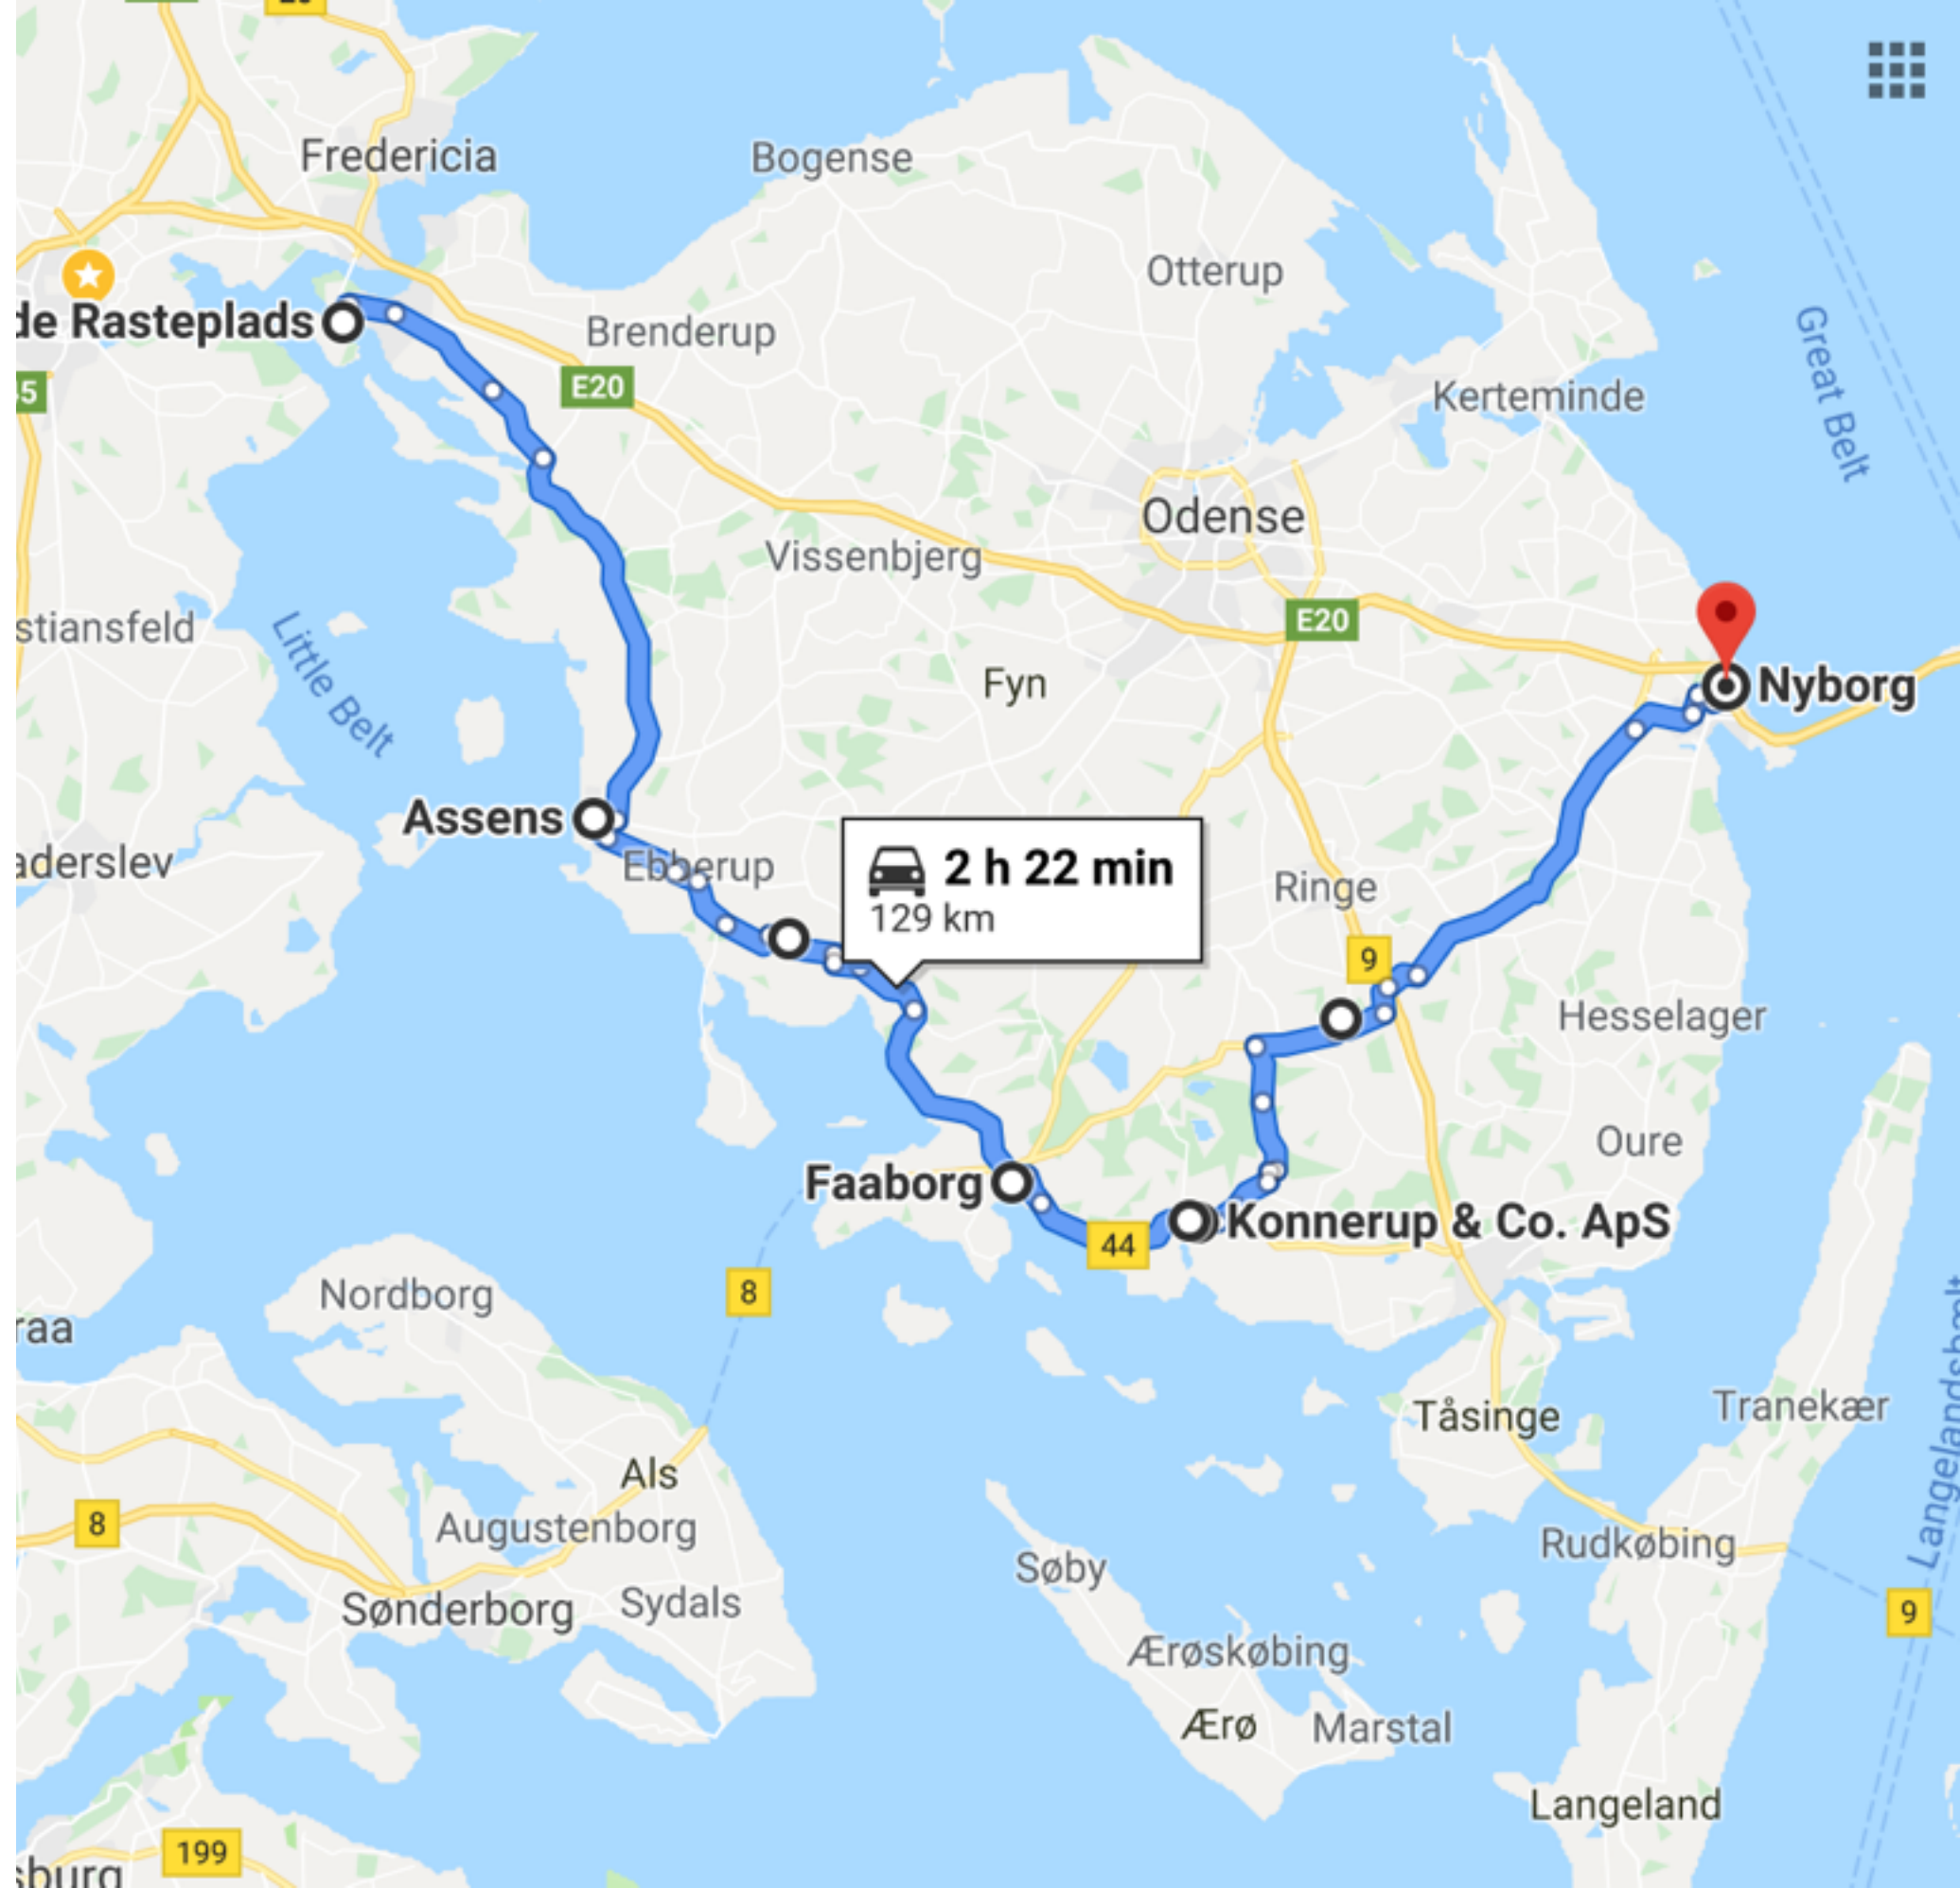 Fredericia
Bogense
Otterup
de Rasteplads
Brenderup
E20
Great Belt
Kerteminde
Odense
Vissenbjerg
stiansfeld
E20
Little Belt
Fyn
Nyborg
Assens
Ebberup
2 h 22 min
129 km
aderslev
Ringe
9
Hesselager
Oure
Faaborg
Konnerup & Co. ApS
44
8
Nordborg
raa
Tåsinge
Tranekær
Als
8
Augustenborg
Rudkøbing
Søby
Sønderborg
Sydals
9
Ærøskøbing
Ærø
Marstal
Langeland
199
sburg